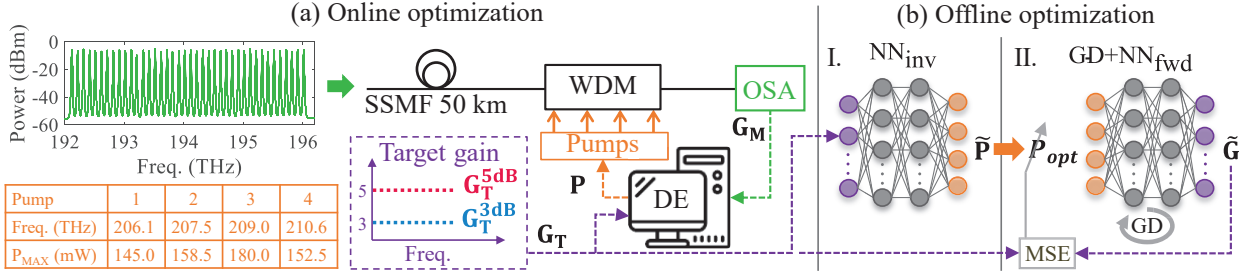 (a) Online optimization
(b) Offline optimization
Power (dBm)
0
-20
-40
-60
192 193 194 195 196
Freq. (THz)
SSMF 50 km
WDM
OSA
Pumps
G_M
P
DE
Target gain
5
G_T^5dB
3
G_T^3dB
Freq.
G_T
Pump 1 2 3 4
Freq. (THz) 206.1 207.5 209.0 210.6
P_MAX (mW) 145.0 158.5 180.0 152.5
I. NN_inv
P̃
II. GD+NN_fwd
P_opt
G̃
GD
MSE